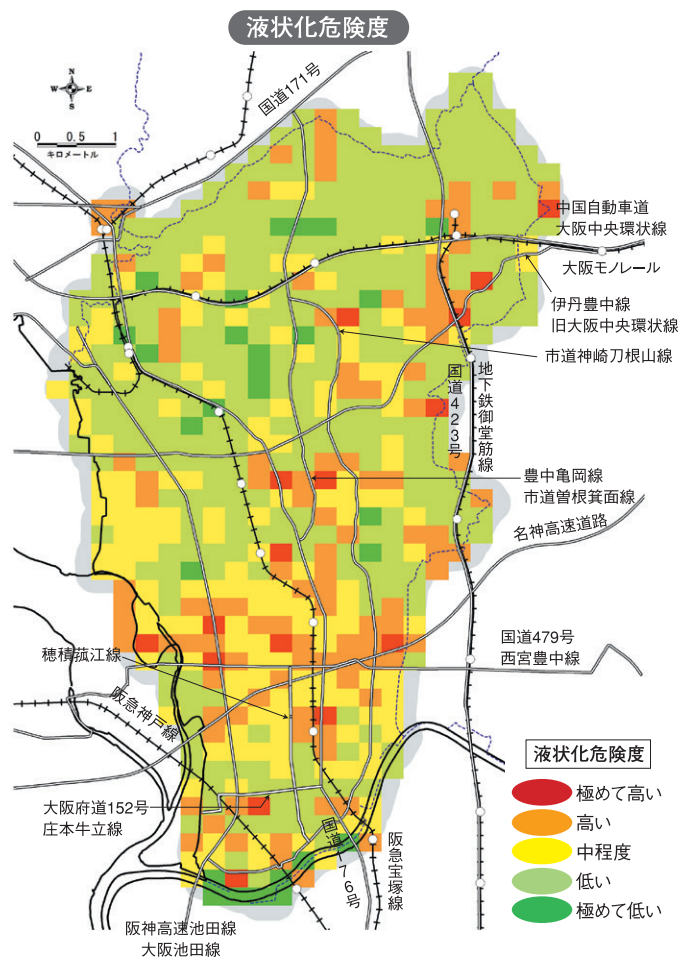 液状化危険度
N
W E
S
0 0.5 1
キロメートル
国道171号
中国自動車道
大阪中央環状線
大阪モノレール
伊丹豊中線
旧大阪中央環状線
市道神崎刀根山線
地下鉄御堂筋線
国道423号
豊中亀岡線
市道曽根箕面線
名神高速道路
国道479号
西宮豊中線
穂積菰江線
阪急神戸線
大阪府道152号
庄本牛立線
国道176号
阪急宝塚線
阪神高速池田線
大阪池田線
液状化危険度
極めて高い
高い
中程度
低い
極めて低い